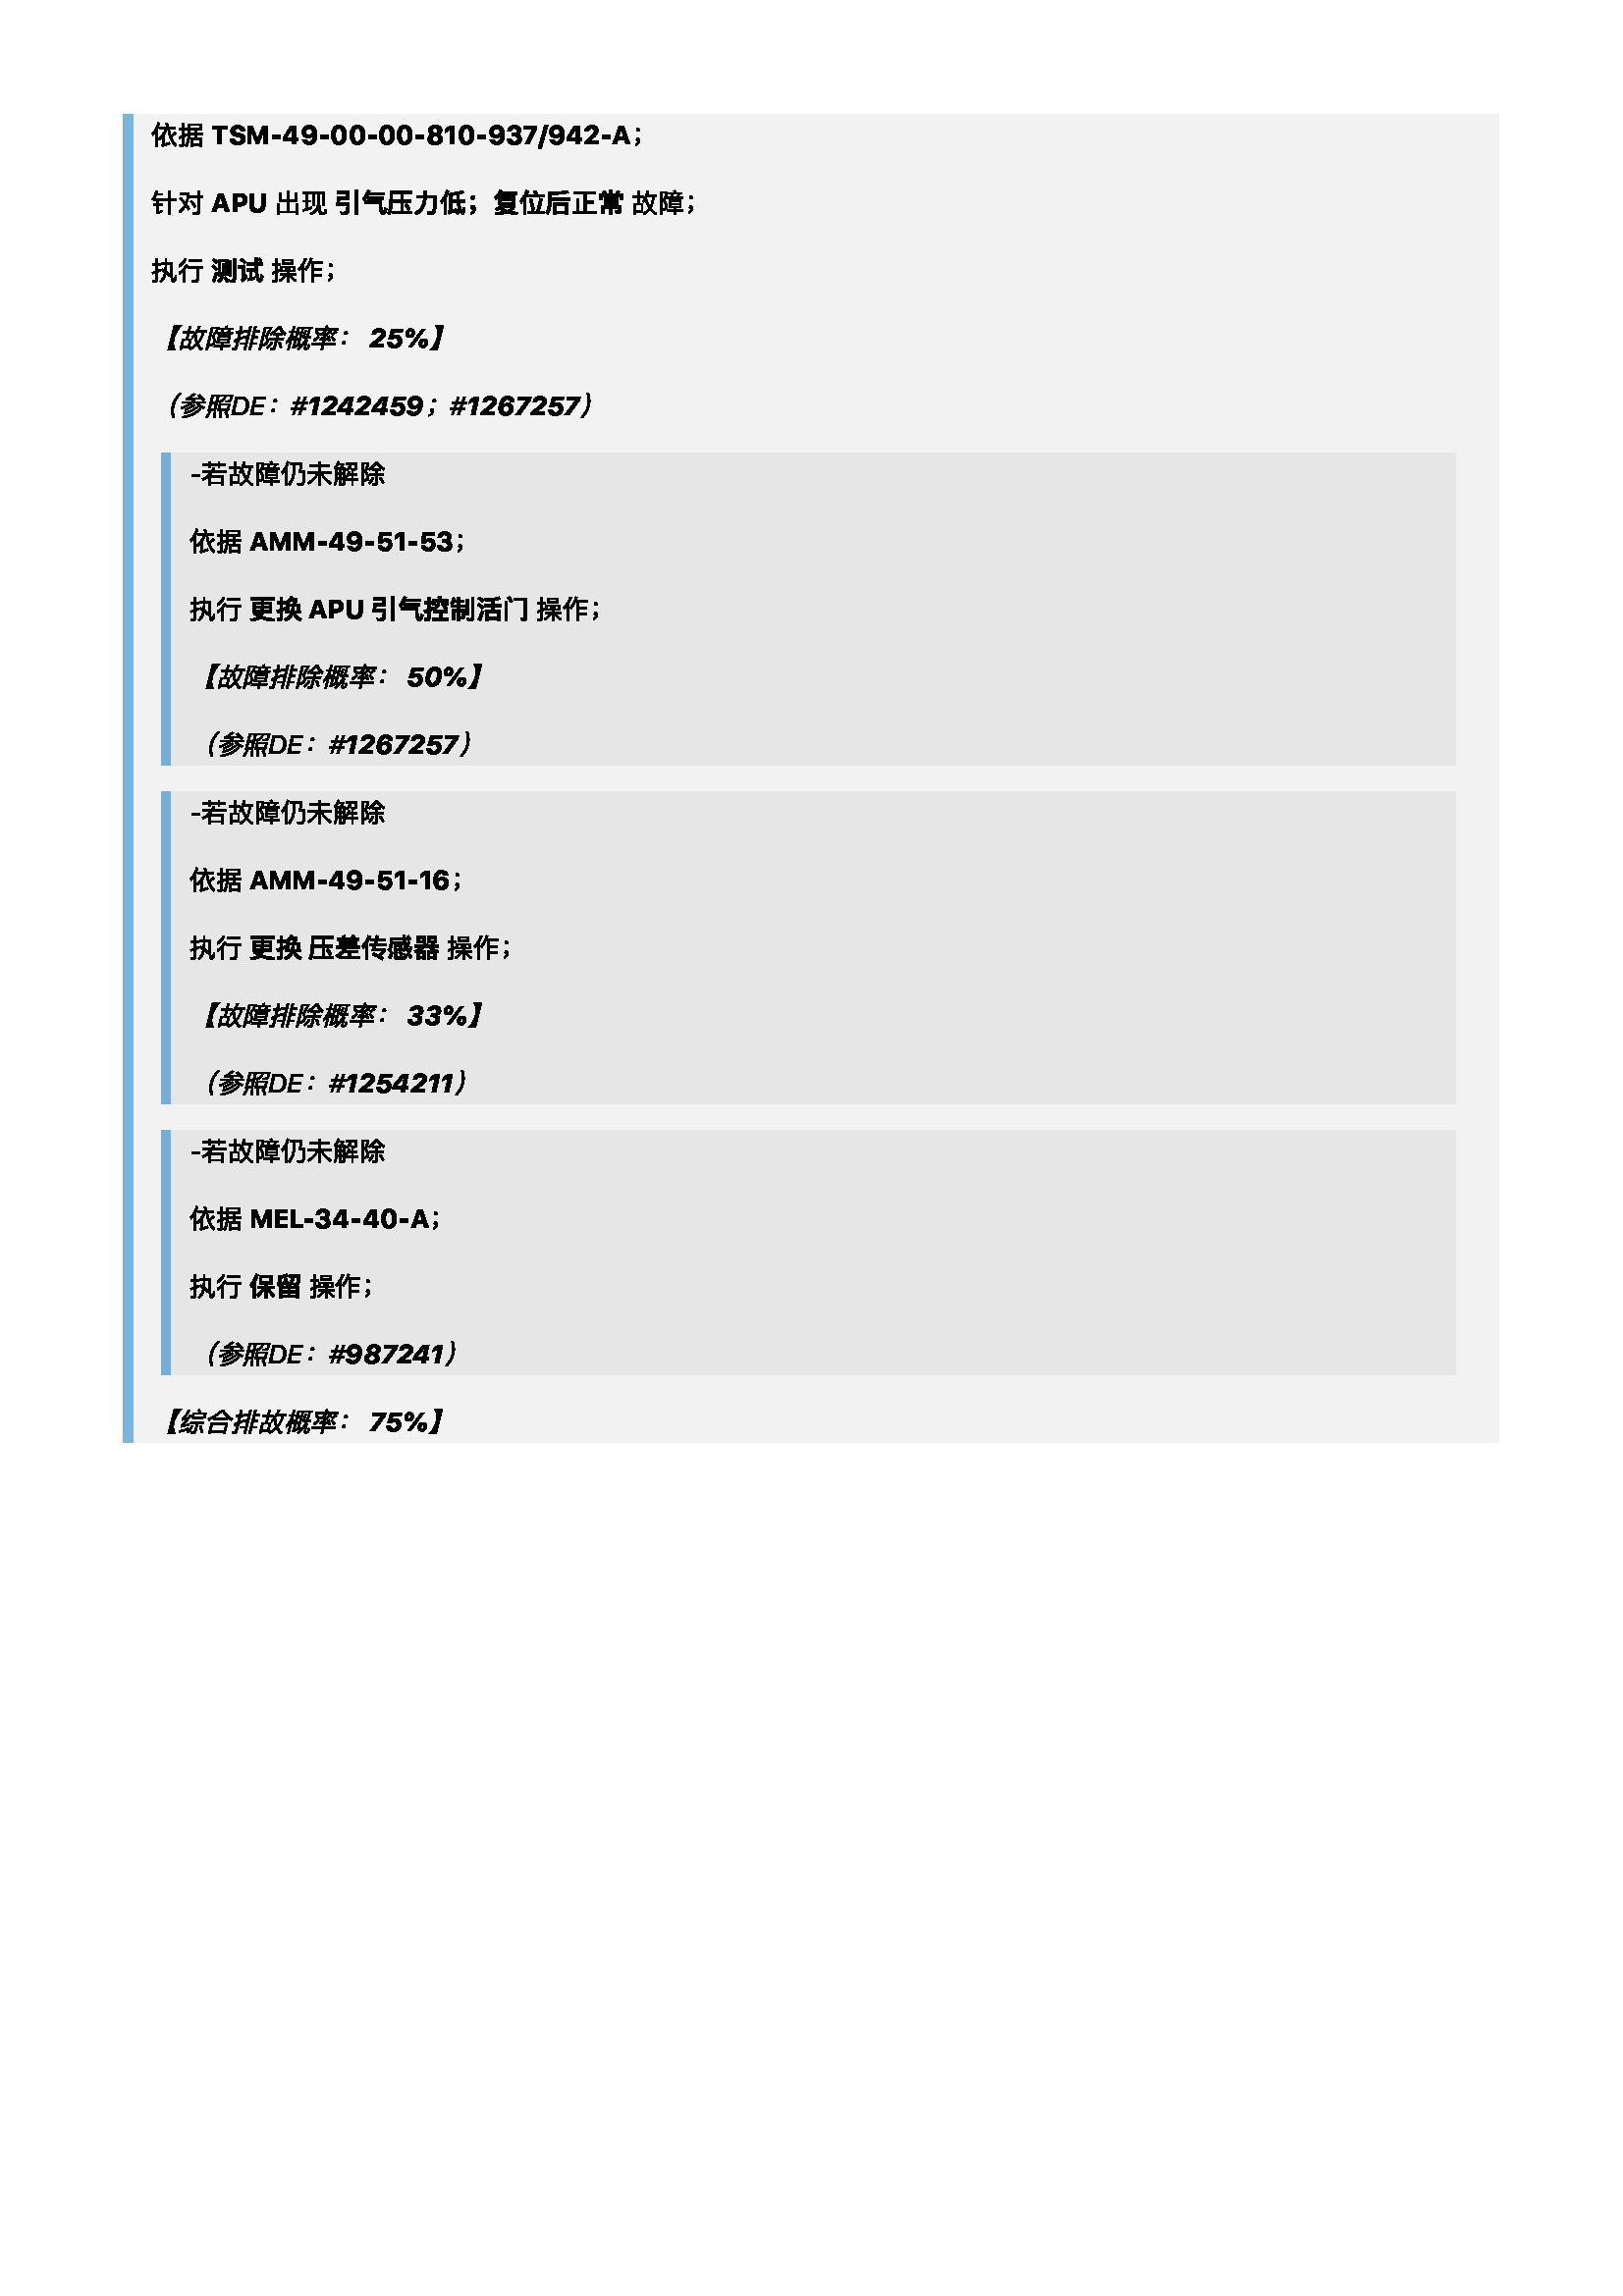 依据 TSM-49-00-00-810-937/942-A；
针对 APU 出现 引气压力低；复位后正常 故障；
执行 测试 操作；
【故障排除概率： 25%】
（参照DE：#1242459；#1267257）
-若故障仍未解除
依据 AMM-49-51-53；
执行 更换 APU 引气控制活门 操作；
【故障排除概率： 50%】
（参照DE：#1267257）
-若故障仍未解除
依据 AMM-49-51-16；
执行 更换 压差传感器 操作；
【故障排除概率： 33%】
（参照DE：#1254211）
-若故障仍未解除
依据 MEL-34-40-A；
执行 保留 操作；
（参照DE：#987241）
【综合排故概率： 75%】